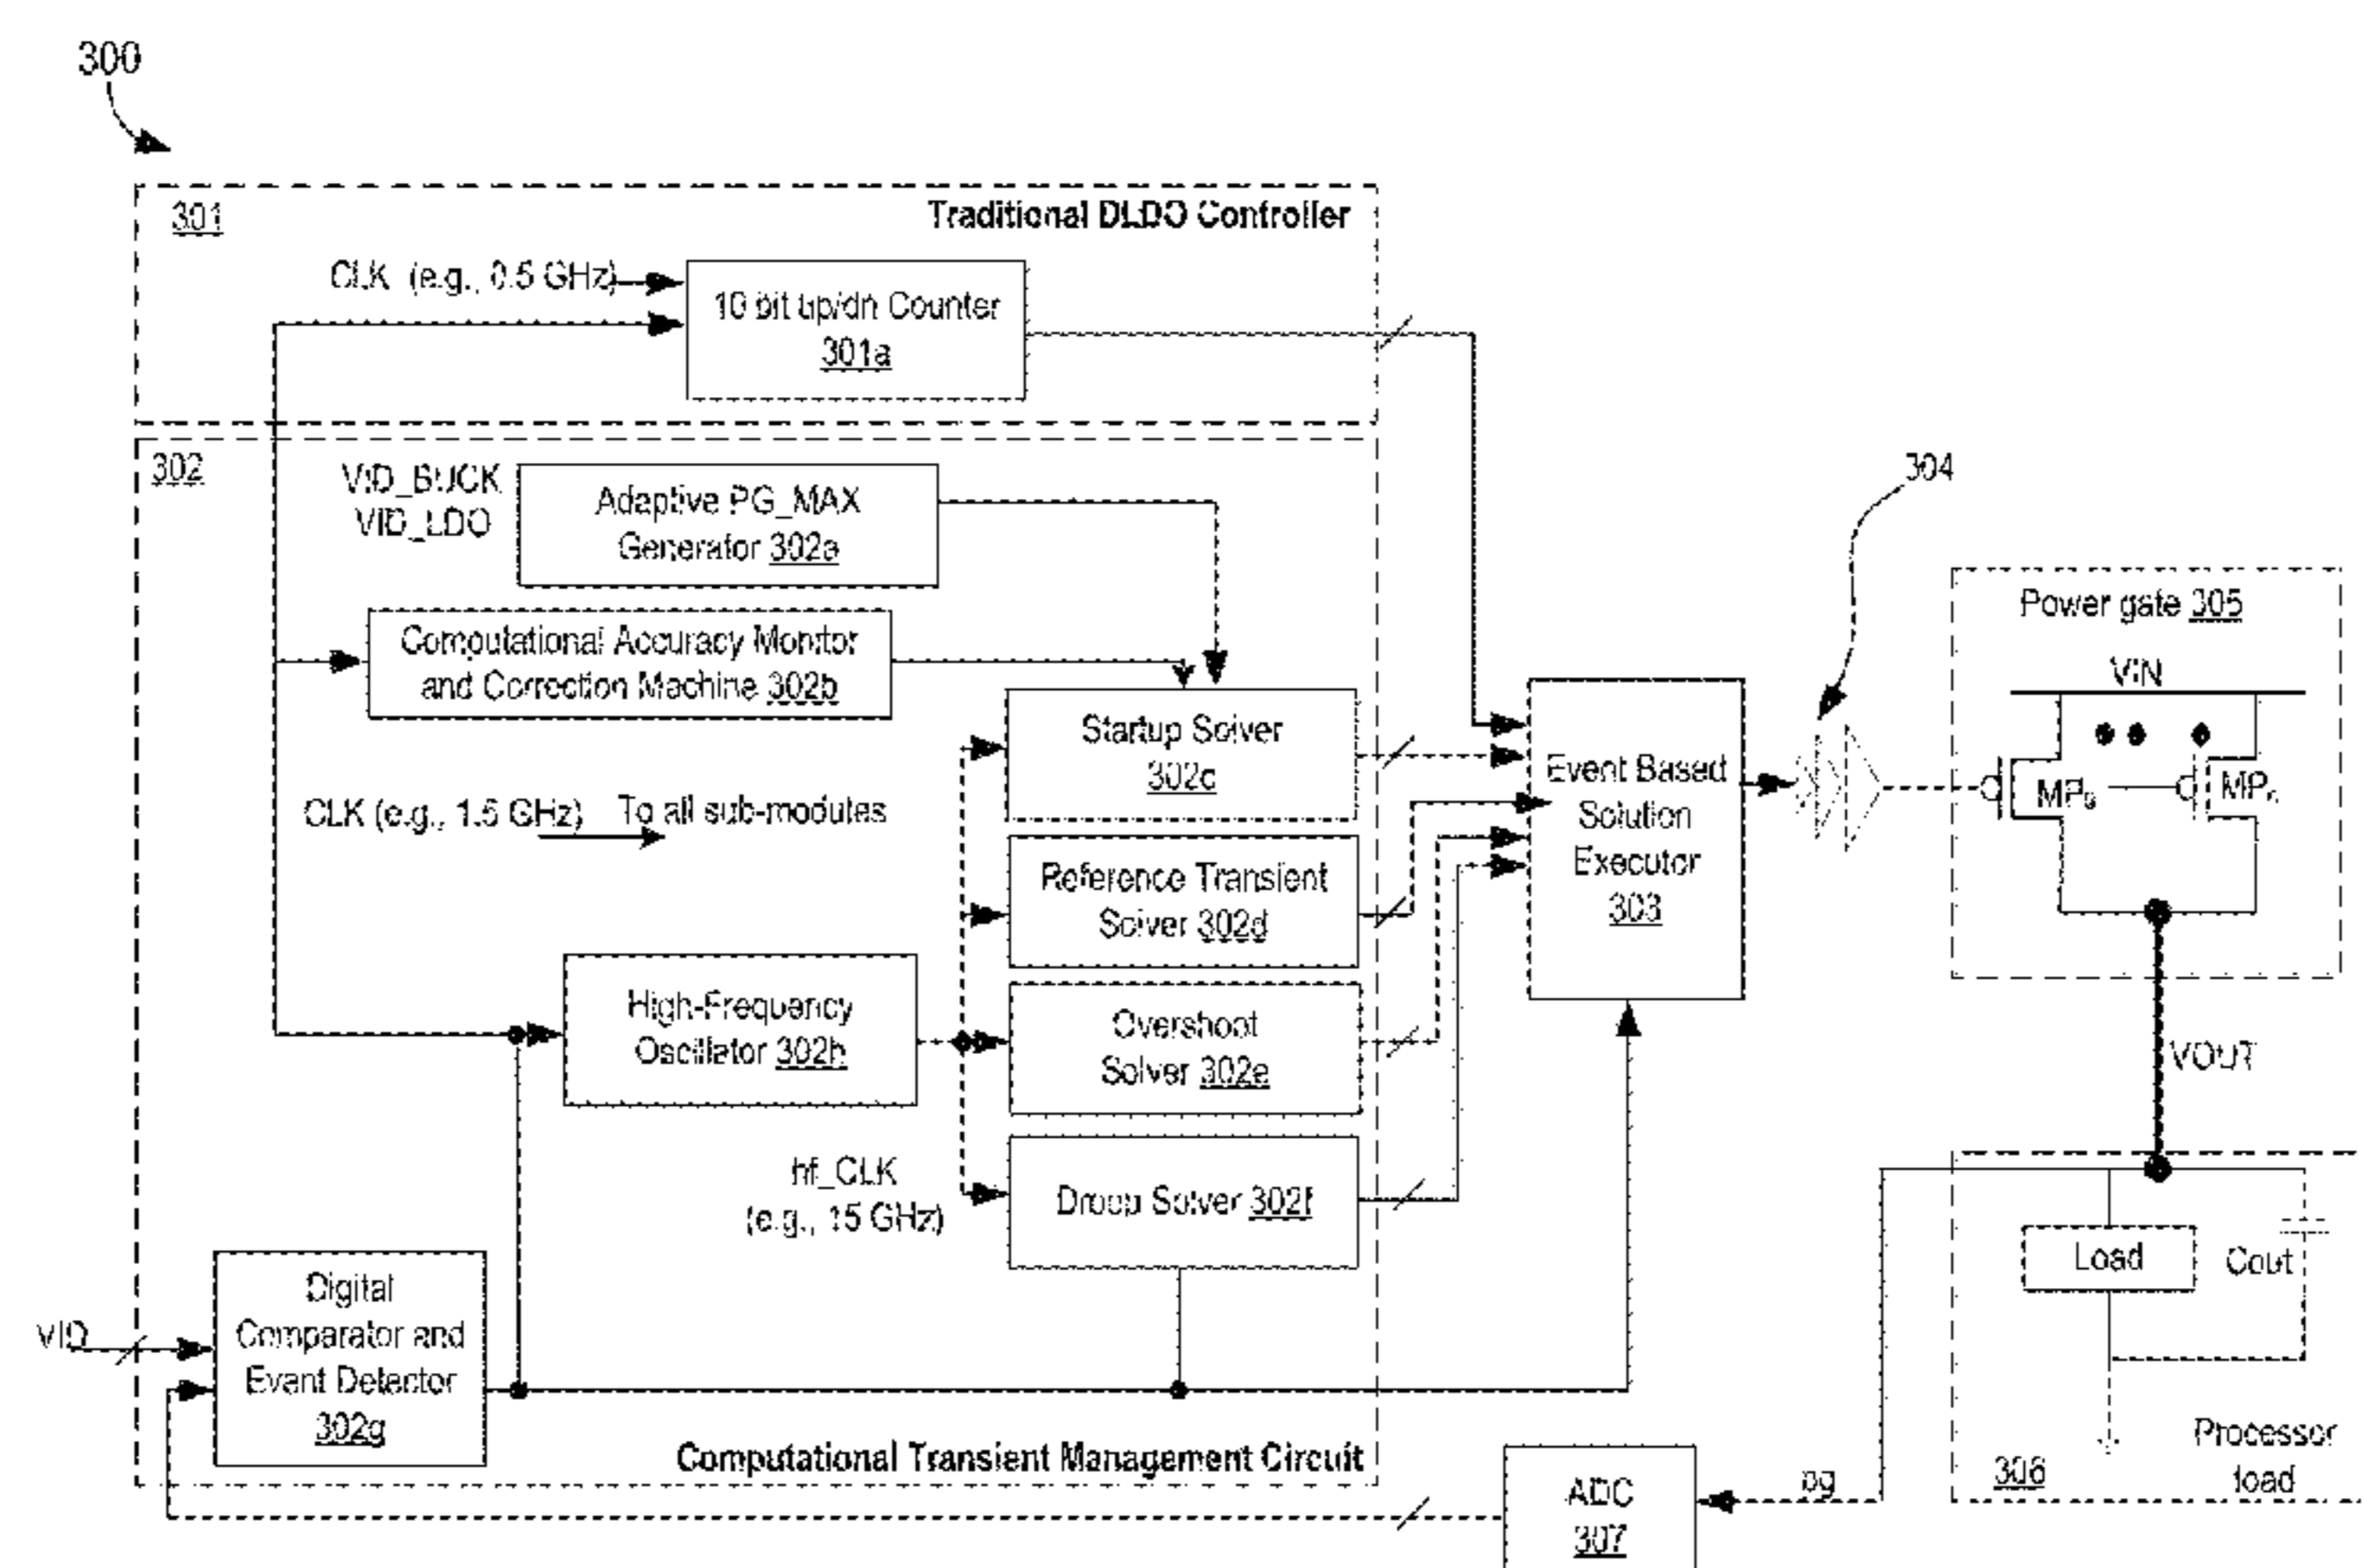 300
301
Traditional DLDO Controller
CLK (e.g., 0.5 GHz)
10 bit up/dn Counter
301a
302
VID_BUCK
VID_LDO
Adaptive PG_MAX
Generator 302a
304
Computational Accuracy Monitor
and Correction Machine 302b
Power gate 305
VIN
Startup Solver
302c
Event Based
Solution
Executor
303
MP
MP
CLK (e.g., 1.5 GHz)
To all sub-modules
Reference Transient
Solver 302d
High-Frequency
Oscillator 302h
Overshoot
Solver 302e
VOUT
hf_CLK
(e.g., 15 GHz)
Droop Solver 302f
Load
Cout
VID
Digital
Comparator and
Event Detector
302g
Computational Transient Management Circuit
ADC
307
pg
306
Processor
load